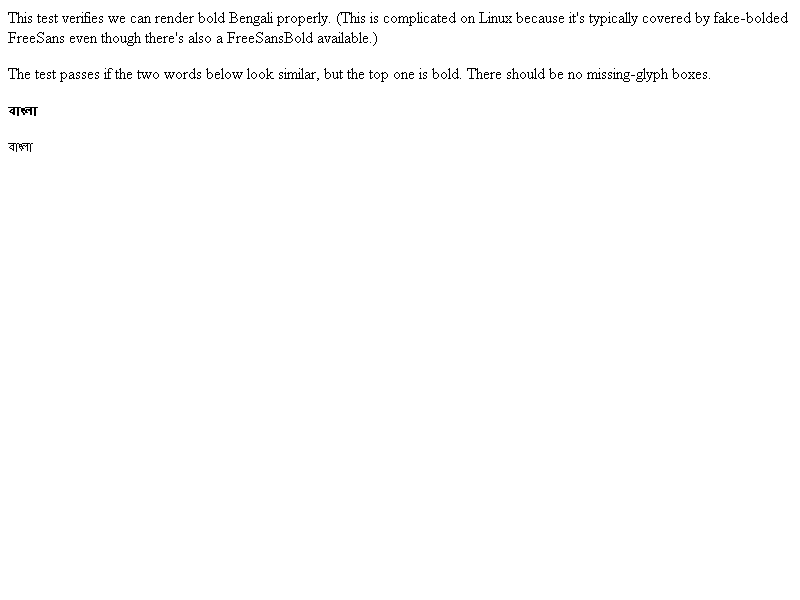 This test verifies we can render bold Bengali properly. (This is complicated on Linux because it's typically covered by fake-bolded
FreeSans even though there's also a FreeSansBold available.)
The test passes if the two words below look similar, but the top one is bold. There should be no missing-glyph boxes.
বাংলা
বাংলা